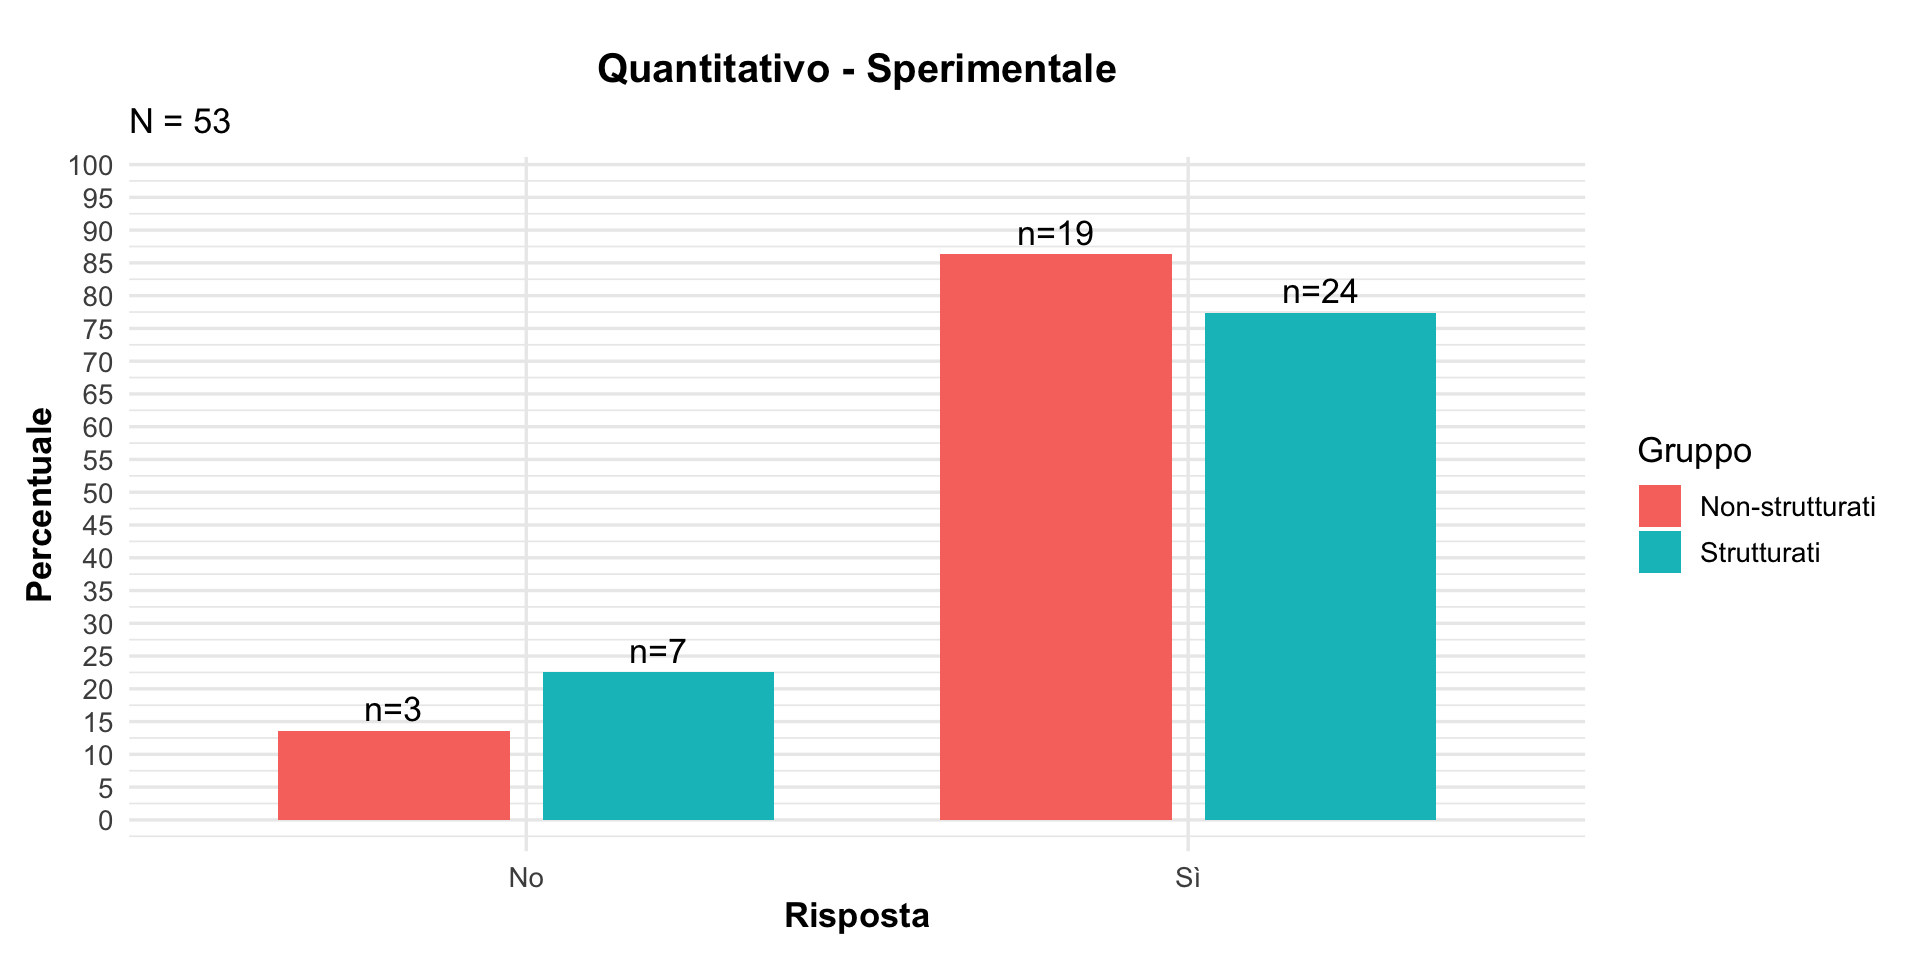 Quantitativo - Sperimentale
N = 53
Percentuale
100
95
90
85
80
75
70
65
60
55
50
45
40
35
30
25
20
15
10
5
0
n=3
n=7
n=19
n=24
No
Sì
Risposta
Gruppo
Non-strutturati
Strutturati